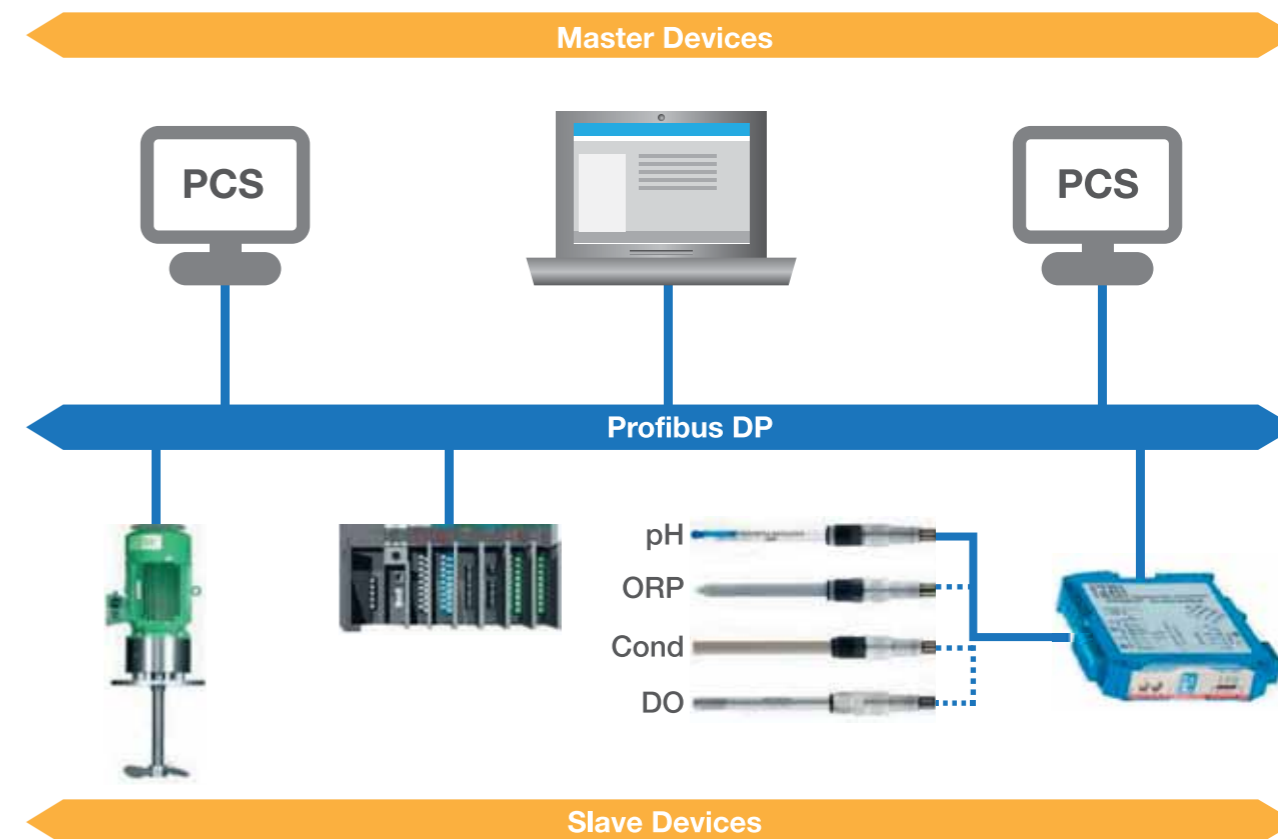 Master Devices
PCS
PCS
Profibus DP
pH
ORP
Cond
DO
Slave Devices